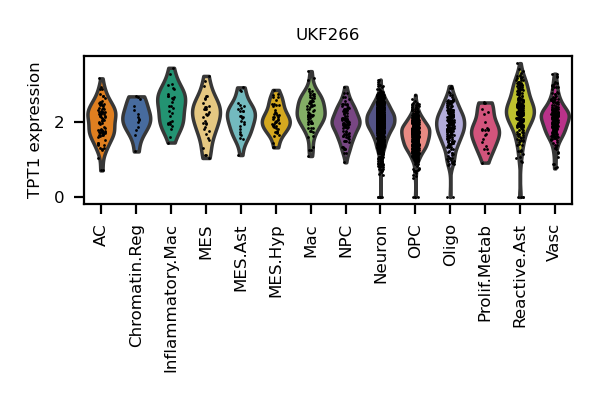 UKF266
TPT1 expression
2
0
AC
Chromatin.Reg
Inflammatory.Mac
MES
MES.Ast
MES.Hyp
Mac
NPC
Neuron
OPC
Oligo
Prolif.Metab
Reactive.Ast
Vasc